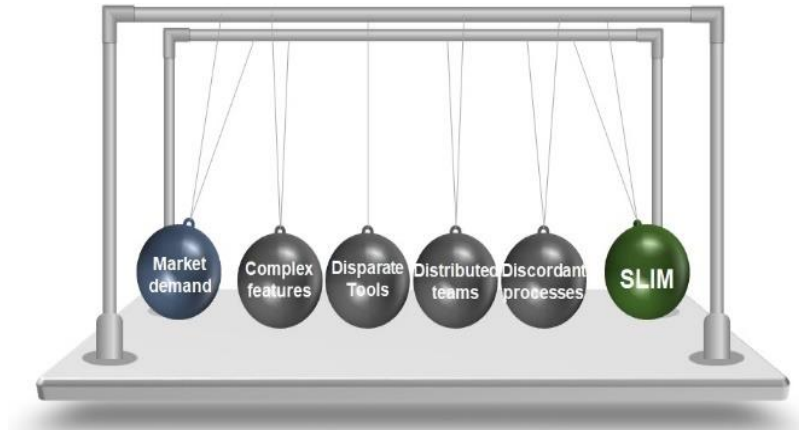 Market
demand
Complex
features
Disparate
Tools
Distributed
teams
Discordant
processes
SLIM